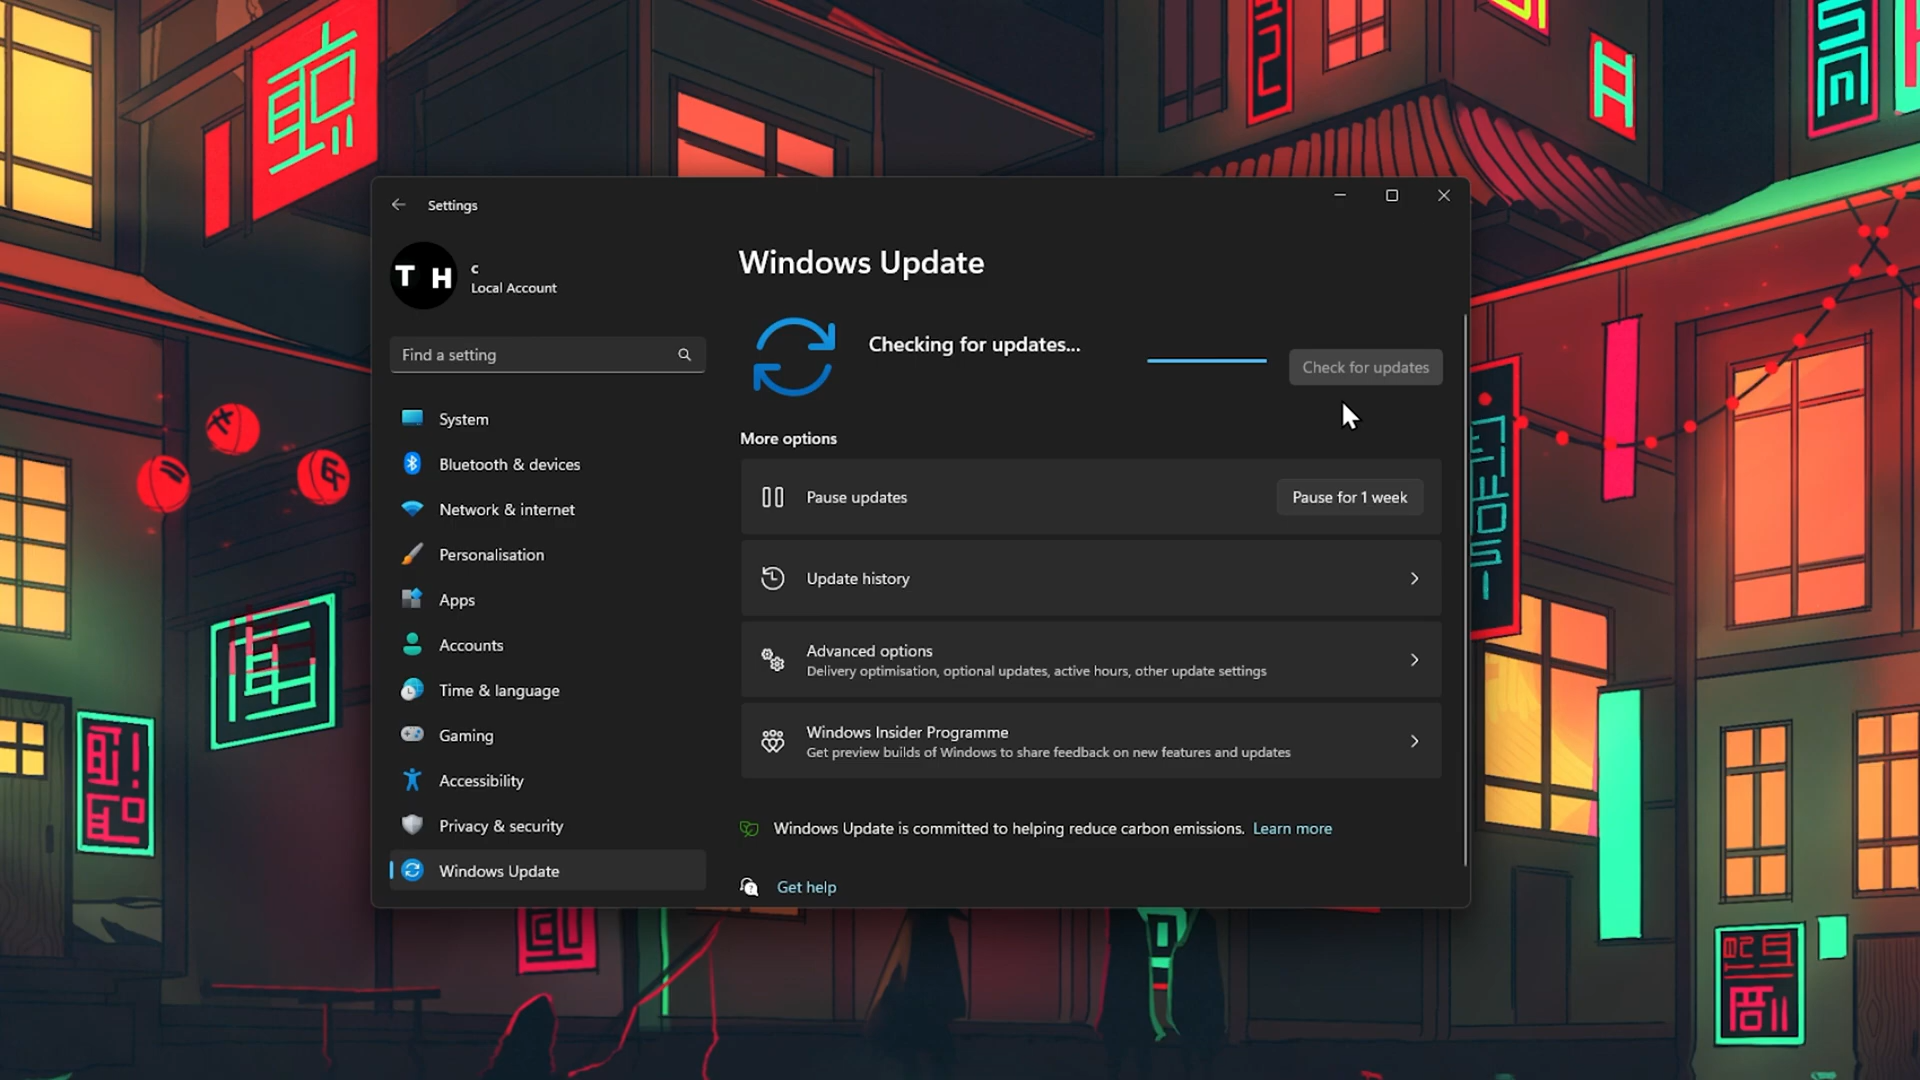 Settings
T H
c
Local Account
Find a setting
System
Bluetooth & devices
Network & internet
Personalisation
Apps
Accounts
Time & language
Gaming
Accessibility
Privacy & security
Windows Update
Windows Update
Checking for updates...
Check for updates
More options
Pause updates
Pause for 1 week
Update history
Advanced options
Delivery optimisation, optional updates, active hours, other update settings
Windows Insider Programme
Get preview builds of Windows to share feedback on new features and updates
Windows Update is committed to helping reduce carbon emissions. Learn more
Get help